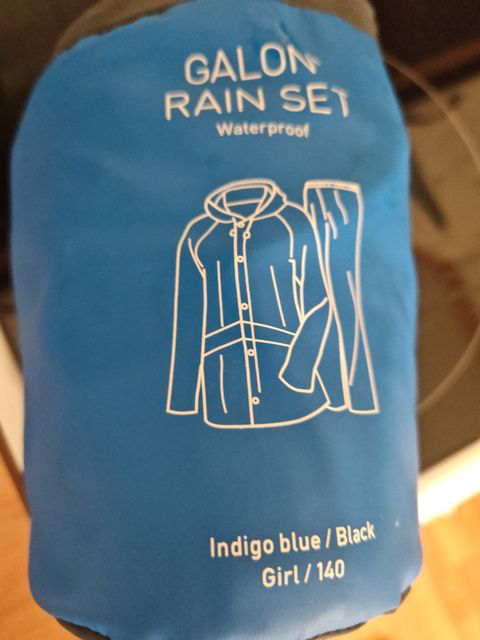 GALON®
RAIN SET
Waterproof
Indigo blue / Black
Girl / 140